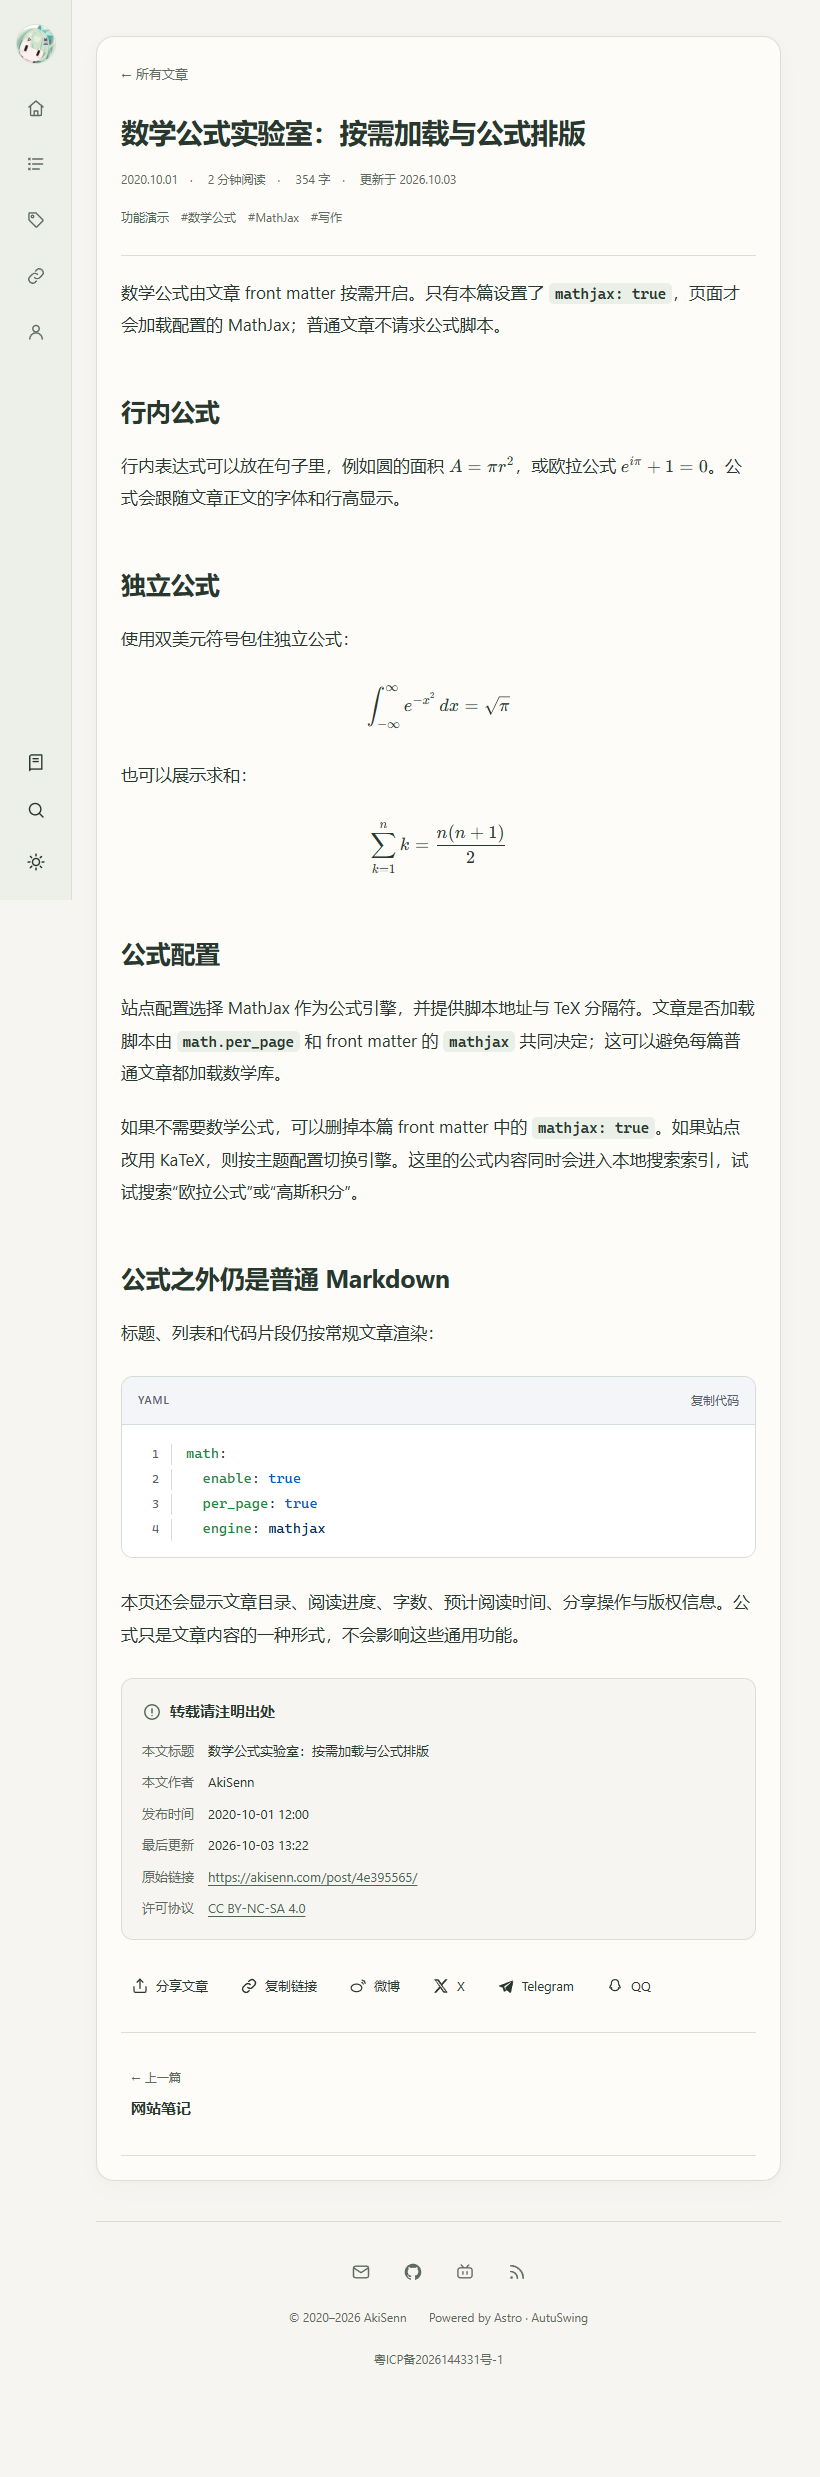 ← 所有文章
数学公式实验室：按需加载与公式排版
2020.10.01 · 2 分钟阅读 · 354 字 · 更新于 2026.10.03
功能演示 #数学公式 #MathJax #写作
数学公式由文章 front matter 按需开启。只有本篇设置了 mathjax: true，页面才
会加载配置的 MathJax；普通文章不请求公式脚本。
行内公式
行内表达式可以放在句子里，例如圆的面积 A = πr²，或欧拉公式 e^{iπ} + 1 = 0。公
式会跟随文章正文的字体和行高显示。
独立公式
使用双美元符号包住独立公式：
∫_{−∞}^{∞} e^{−x²} dx = √π
也可以展示求和：
∑_{k=1}^{n} k = n(n + 1)/2
公式配置
站点配置选择 MathJax 作为公式引擎，并提供脚本地址与 TeX 分隔符。文章是否加载
脚本由 math.per_page 和 front matter 的 mathjax 共同决定；这可以避免每篇普
通文章都加载数学库。
如果不需要数学公式，可以删掉本篇 front matter 中的 mathjax: true。如果站点
改用 KaTeX，则按主题配置切换引擎。这里的公式内容同时会进入本地搜索索引，试
试搜索“欧拉公式”或“高斯积分”。
公式之外仍是普通 Markdown
标题、列表和代码片段仍按常规文章渲染：
YAML 复制代码
1 math:
2   enable: true
3   per_page: true
4   engine: mathjax
本页还会显示文章目录、阅读进度、字数、预计阅读时间、分享操作与版权信息。公
式只是文章内容的一种形式，不会影响这些通用功能。
转载请注明出处
本文标题 数学公式实验室：按需加载与公式排版
本文作者 AkiSenn
发布时间 2020-10-01 12:00
最后更新 2026-10-03 13:22
原始链接 https://akisenn.com/post/4e395565/
许可协议 CC BY-NC-SA 4.0
分享文章 复制链接 微博 X Telegram QQ
← 上一篇
网站笔记
© 2020–2026 AkiSenn Powered by Astro · AutuSwing
粤ICP备2026144331号-1